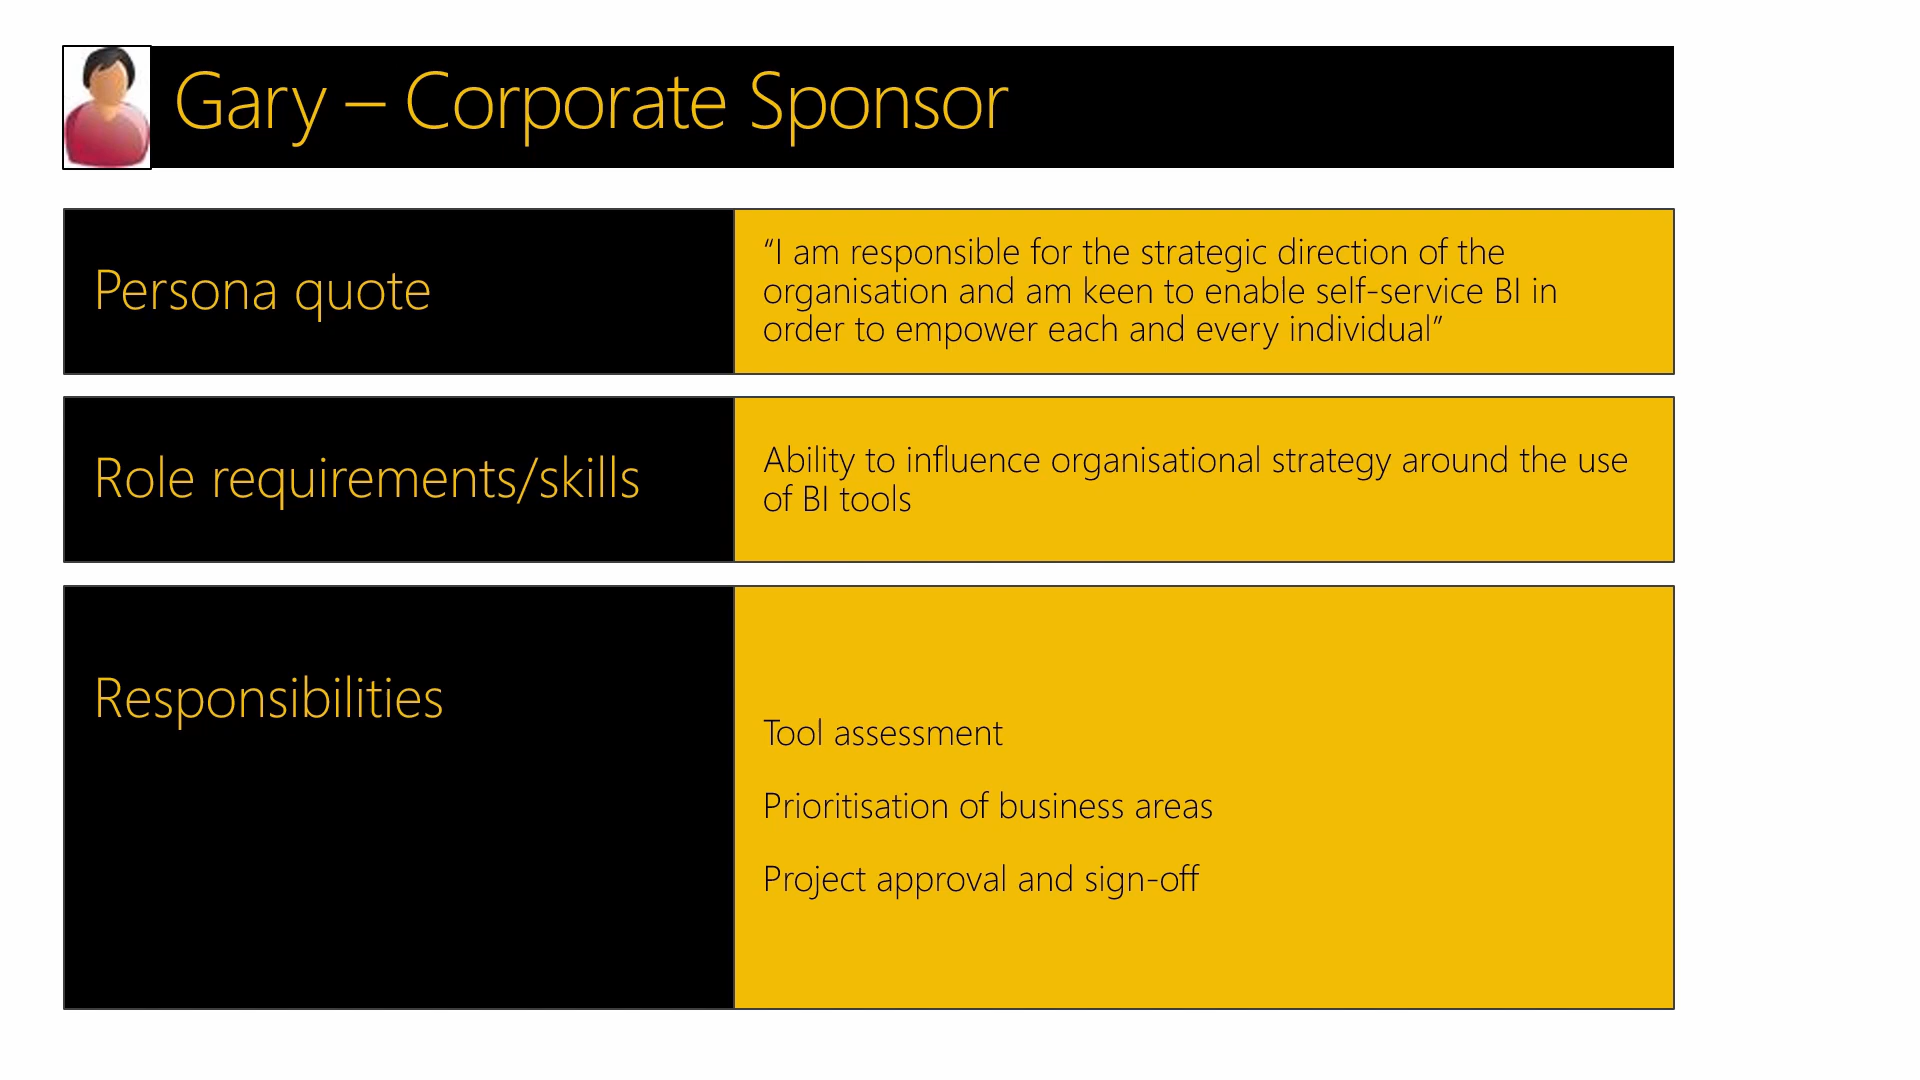 Gary – Corporate Sponsor
Persona quote
“I am responsible for the strategic direction of the
organisation and am keen to enable self-service BI in
order to empower each and every individual”
Role requirements/skills
Ability to influence organisational strategy around the use
of BI tools
Responsibilities
Tool assessment
Prioritisation of business areas
Project approval and sign-off